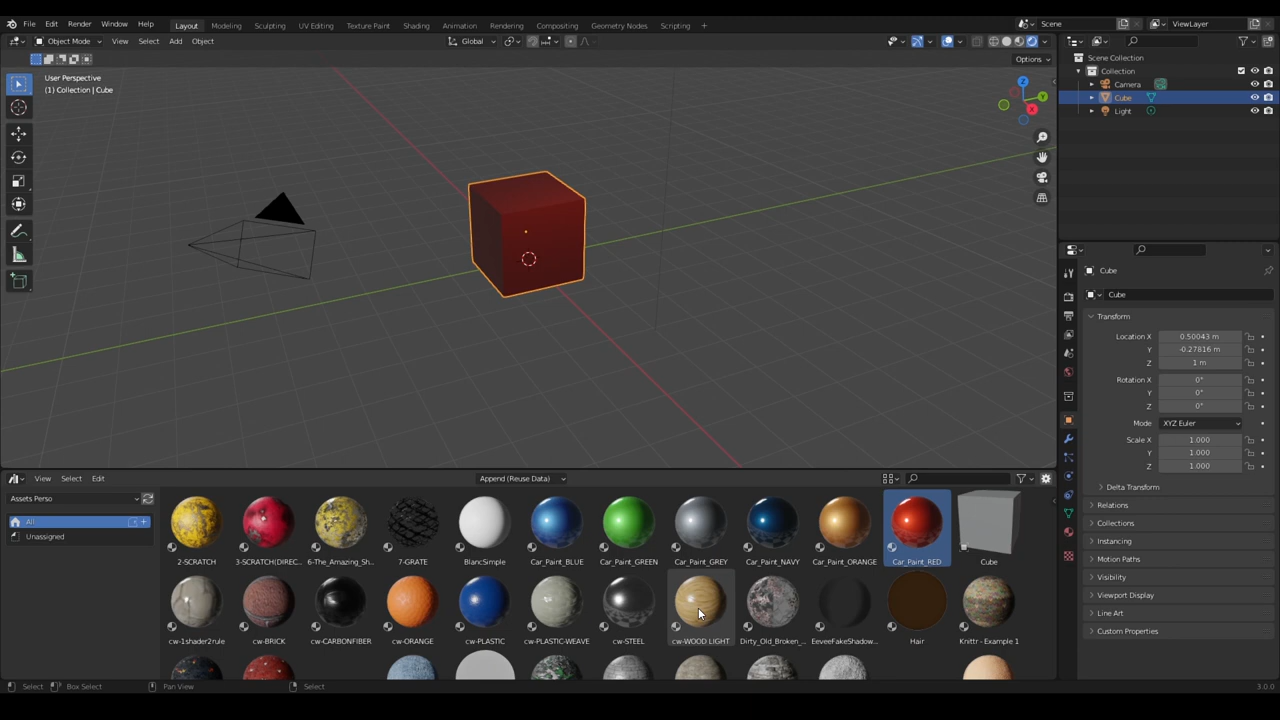 File Edit Render Window Help Layout Modeling Sculpting UV Editing Texture Paint Shading Animation Rendering Compositing Geometry Nodes Scripting + Scene ViewLayer
Object Mode View Select Add Object Global
Options
User Perspective
(1) Collection | Cube
Z
Y
X
Scene Collection
Collection
Camera
Cube
Light
Cube
Cube
Transform
Location X 0.50043 m
Y -0.27816 m
Z 1 m
Rotation X 0°
Y 0°
Z 0°
Mode XYZ Euler
Scale X 1.000
Y 1.000
Z 1.000
Delta Transform
Relations
Collections
Instancing
Motion Paths
Visibility
Viewport Display
Line Art
Custom Properties
View Select Edit Append (Reuse Data)
Assets Perso
All
Unassigned
2-SCRATCH 3-SCRATCH(DIREC... 6-The_Amazing_Sh... 7-GRATE BlancSimple Car_Paint_BLUE Car_Paint_GREEN Car_Paint_GREY Car_Paint_NAVY Car_Paint_ORANGE Car_Paint_RED Cube
cw-1shader2rule cw-BRICK cw-CARBONFIBER cw-ORANGE cw-PLASTIC cw-PLASTIC-WEAVE cw-STEEL cw-WOOD LIGHT Dirty_Old_Broken_... EeveeFakeShadow... Hair Knittr - Example 1
Select Box Select Pan View Select 3.0.0